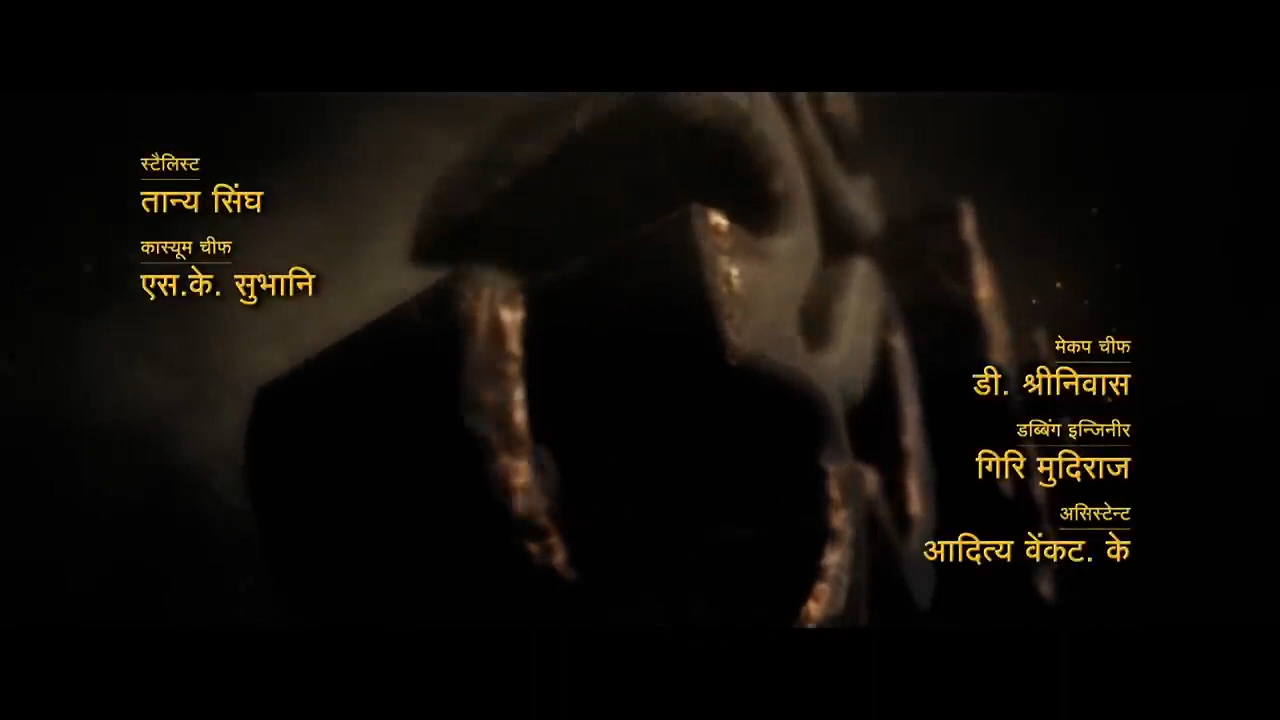 स्टैलिस्ट
तान्य सिंघ
कास्यूम चीफ
एस.के. सुभानि
मेकप चीफ
डी. श्रीनिवास
डब्बिंग इन्जिनीर
गिरि मुदिराज
असिस्टेन्ट
आदित्य वेंकट. के